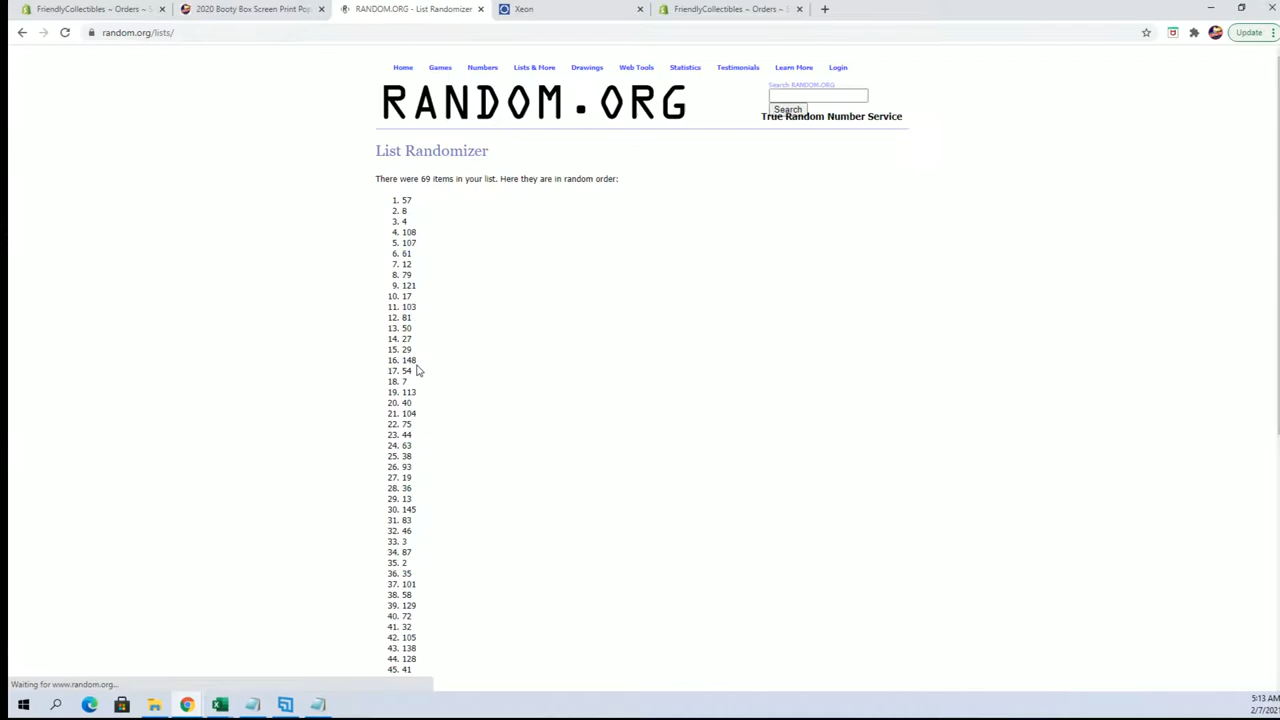 FriendlyCollectibles ~ Orders ~ S
2020 Booty Box Screen Print Pop
RANDOM.ORG - List Randomizer
Xeon
FriendlyCollectibles ~ Orders ~ S
random.org/lists/
Update
Home Games Numbers Lists & More Drawings Web Tools Statistics Testimonials Learn More Login
Search RANDOM.ORG
RANDOM.ORG
Search
True Random Number Service
List Randomizer
There were 69 items in your list. Here they are in random order:
1. 57
2. 8
3. 4
4. 108
5. 107
6. 61
7. 12
8. 79
9. 121
10. 17
11. 103
12. 81
13. 50
14. 27
15. 29
16. 148
17. 54
18. 7
19. 113
20. 40
21. 104
22. 75
23. 44
24. 63
25. 38
26. 93
27. 19
28. 36
29. 13
30. 145
31. 83
32. 46
33. 3
34. 87
35. 2
36. 35
37. 101
38. 58
39. 129
40. 72
41. 32
42. 105
43. 138
44. 128
45. 41
Waiting for www.random.org...
5:13 AM
2/7/202